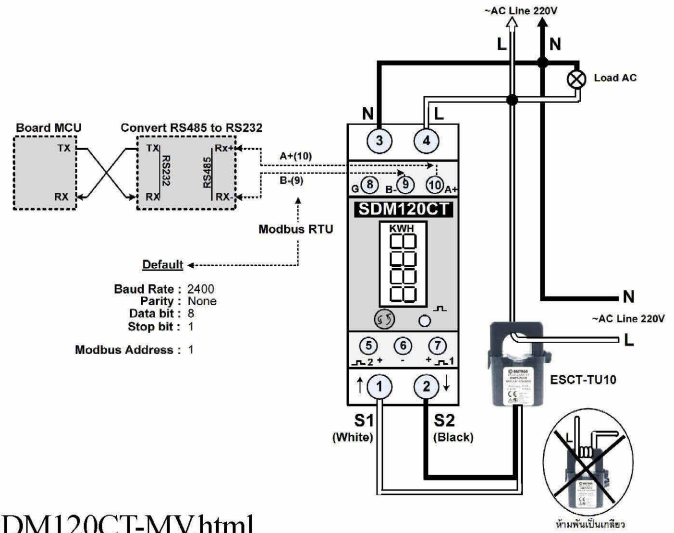 ~AC Line 220V
L
N
Load AC
N
L
3
4
Board MCU
Convert RS485 to RS232
TX
RX
TX
RX
RS232
RS485
Rx+
RX-
A+(10)
B-(9)
G 8
B- 9
10 A+
SDM120CT
KWH
Modbus RTU
Default
Baud Rate : 2400
Parity : None
Data bit : 8
Stop bit : 1
Modbus Address : 1
5
6
7
2 +
-
+ 1
↑ 1
2 ↓
S1
(White)
S2
(Black)
N
~AC Line 220V
L
ESCT-TU10
L
ห้ามพันเป็นเกลียว
DM120CT-MV.html